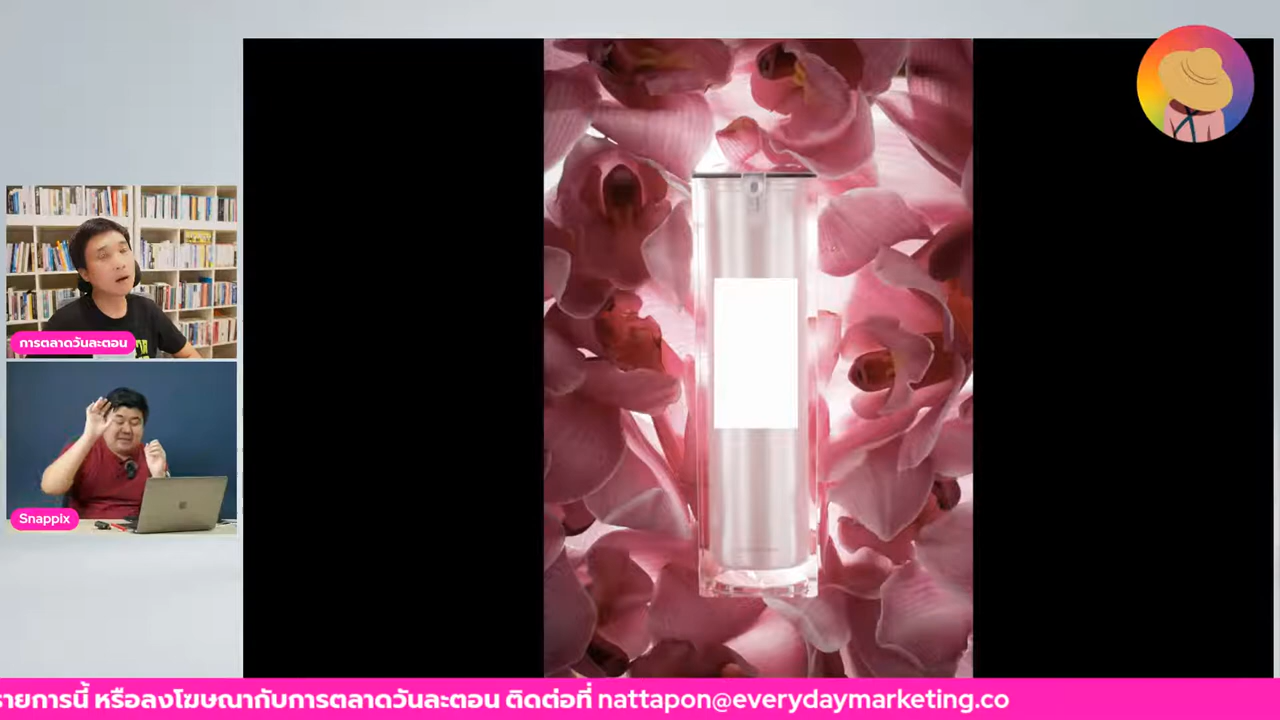 การตลาดวันละตอน
Snappix
รายการนี้ หรือลงโฆษณากับการตลาดวันละตอน ติดต่อที่ nattapon@everydaymarketing.co